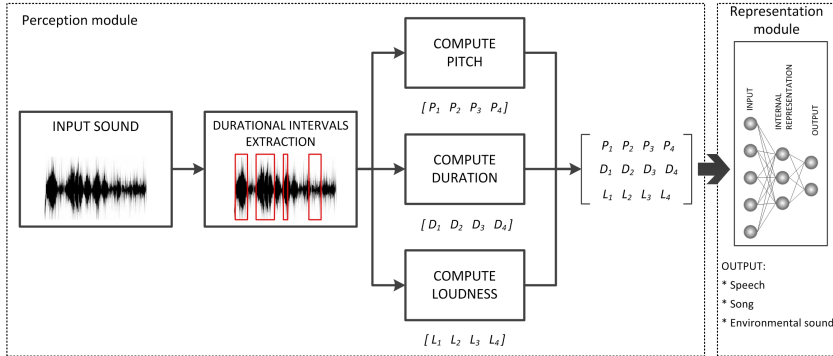 Perception module
INPUT SOUND
DURATIONAL INTERVALS
EXTRACTION
COMPUTE
PITCH
[ P1 P2 P3 P4 ]
COMPUTE
DURATION
[ D1 D2 D3 D4 ]
COMPUTE
LOUDNESS
[ L1 L2 L3 L4 ]
P1 P2 P3 P4
D1 D2 D3 D4
L1 L2 L3 L4
Representation
module
INPUT
INTERNAL
REPRESENTATION
OUTPUT
OUTPUT:
* Speech
* Song
* Environmental sound